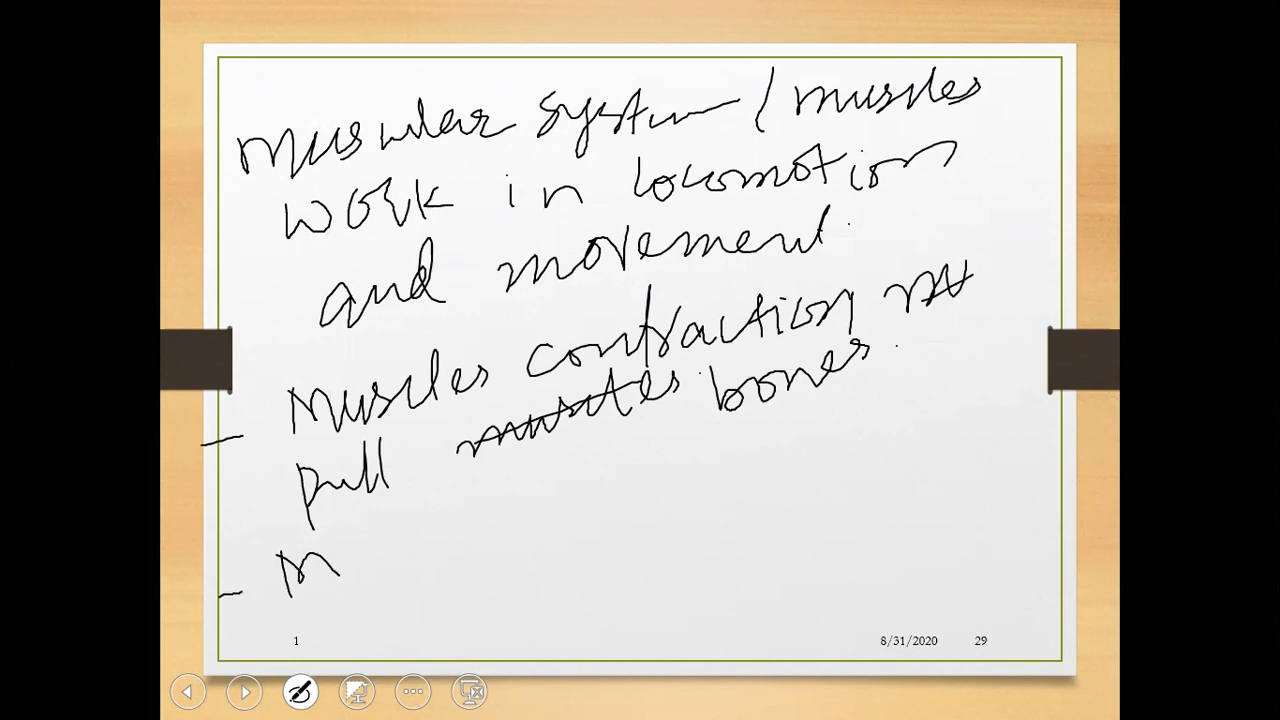 Muscular System / muscles
work in locomotion
and movement.
- Muscles contraction
pull muscles bones.
- M
1 8/31/2020 29